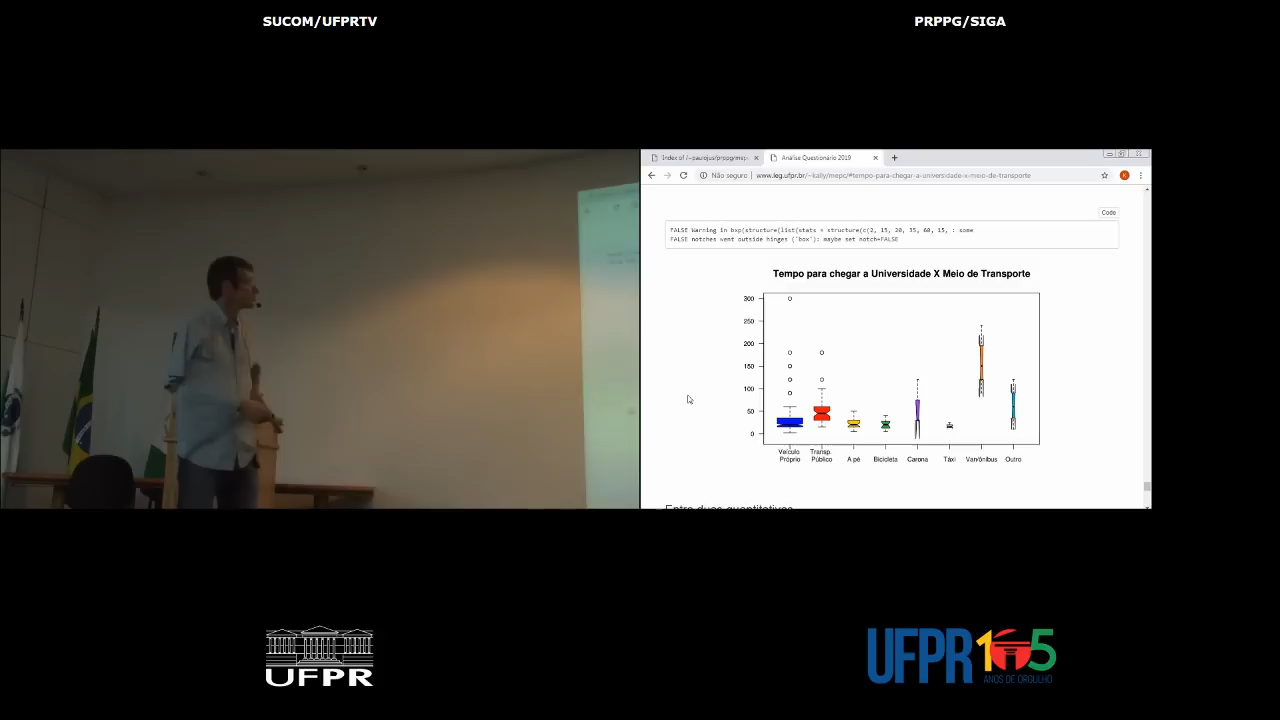 SUCOM/UFPRTV
PRPPG/SIGA
Análise Questionário 2019
Não seguro
www.leg.ufpr.br/~kally/mepc/#tempo-para-chegar-a-universidade-x-meio-de-transporte
K
Code
FALSE Warning in bxp(structure(list(stats = structure(c(2, 15, 20, 35, 60, 15, : some
FALSE notches went outside hinges ('box'): maybe set notch=FALSE
Tempo para chegar a Universidade X Meio de Transporte
300
250
200
150
100
50
0
Veículo Próprio
Transp. Público
A pé
Bicicleta
Carona
Táxi
Van/ônibus
Outro
Entre duas quantitativas
UFPR
UFPR 105
ANOS DE ORGULHO